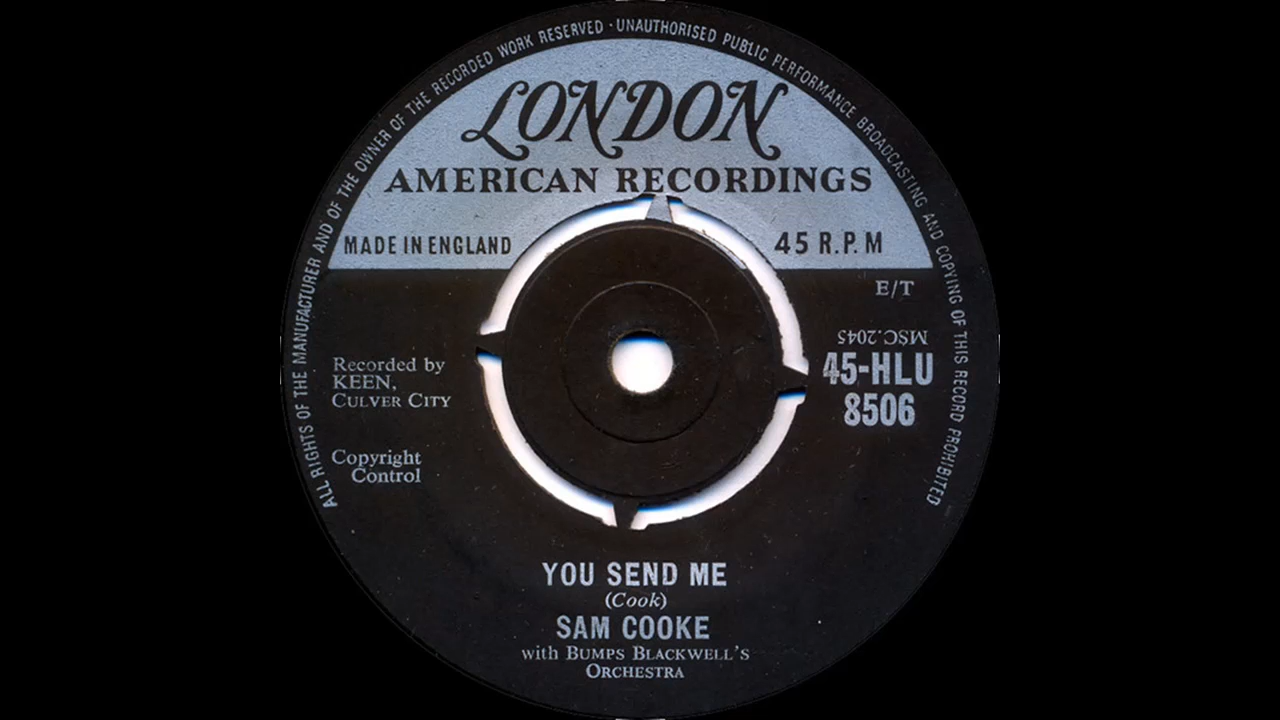 ALL RIGHTS OF THE MANUFACTURER AND OF THE OWNER OF THE RECORDED WORK RESERVED · UNAUTHORISED PUBLIC PERFORMANCE BROADCASTING AND COPYING OF THIS RECORD PROHIBITED
LONDON
AMERICAN RECORDINGS
MADE IN ENGLAND
45 R.P.M
E/T
MSC.2045
45-HLU
8506
Recorded by
KEEN,
CULVER CITY
Copyright
Control
YOU SEND ME
(Cook)
SAM COOKE
with BUMPS BLACKWELL'S
ORCHESTRA